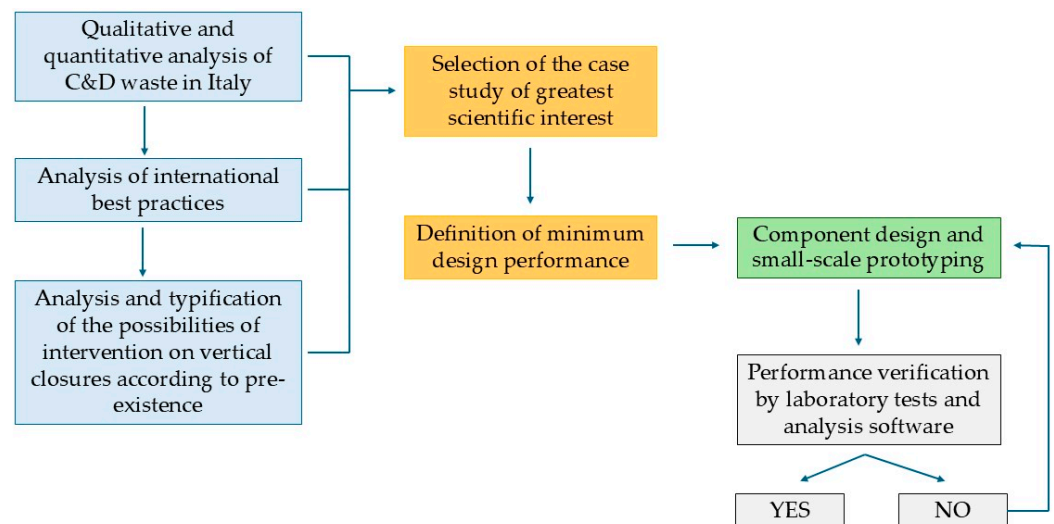 Qualitative and
quantitative analysis of
C&D waste in Italy
Analysis of international
best practices
Analysis and typification
of the possibilities of
intervention on vertical
closures according to pre-
existence
Selection of the case
study of greatest
scientific interest
Definition of minimum
design performance
Component design and
small-scale prototyping
Performance verification
by laboratory tests and
analysis software
YES
NO